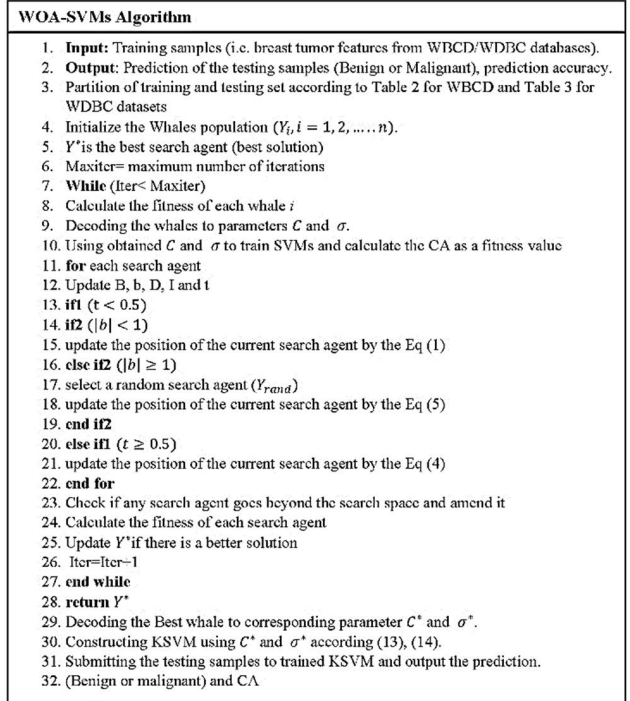 WOA-SVMs Algorithm
1. Input: Training samples (i.e. breast tumor features from WBCD/WDBC databases).
2. Output: Prediction of the testing samples (Benign or Malignant), prediction accuracy.
3. Partition of training and testing set according to Table 2 for WBCD and Table 3 for
WDBC datasets
4. Initialize the Whales population (Yᵢ, i = 1, 2, ..... n).
5. Y*is the best search agent (best solution)
6. Maxiter= maximum number of iterations
7. While (Iter< Maxiter)
8. Calculate the fitness of each whale i
9. Decoding the whales to parameters C and σ.
10. Using obtained C and σ to train SVMs and calculate the CA as a fitness value
11. for each search agent
12. Update B, b, D, I and t
13. if1 (t < 0.5)
14. if2 (|b| < 1)
15. update the position of the current search agent by the Eq (1)
16. else if2 (|b| ≥ 1)
17. select a random search agent (Y_rand)
18. update the position of the current search agent by the Eq (5)
19. end if2
20. else if1 (t ≥ 0.5)
21. update the position of the current search agent by the Eq (4)
22. end for
23. Check if any search agent goes beyond the search space and amend it
24. Calculate the fitness of each search agent
25. Update Y*if there is a better solution
26. Iter=Iter+1
27. end while
28. return Y*
29. Decoding the Best whale to corresponding parameter C* and σ*.
30. Constructing KSVM using C* and σ* according (13), (14).
31. Submitting the testing samples to trained KSVM and output the prediction.
32. (Benign or malignant) and CA